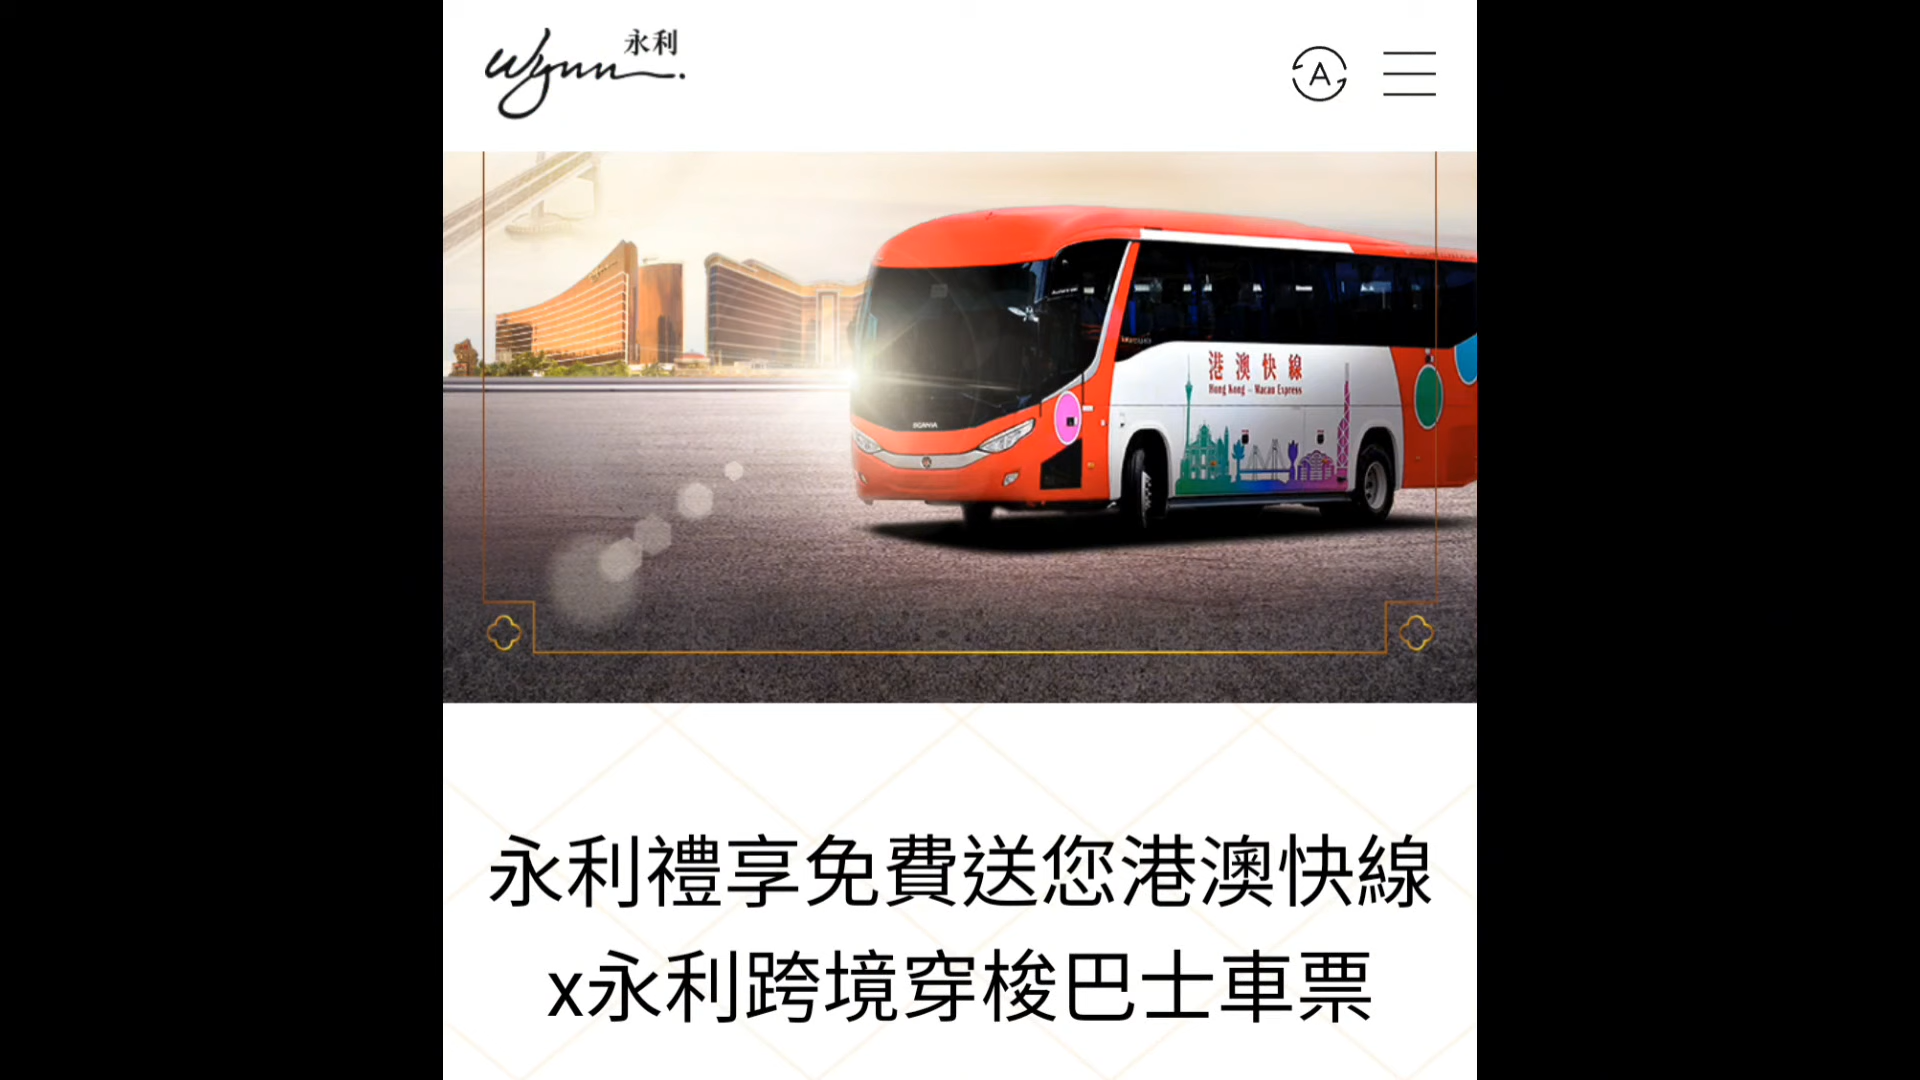 永利
Wynn
A
港澳快線
Hong Kong - Macau Express
SCANIA
永利禮享免費送您港澳快線
x永利跨境穿梭巴士車票